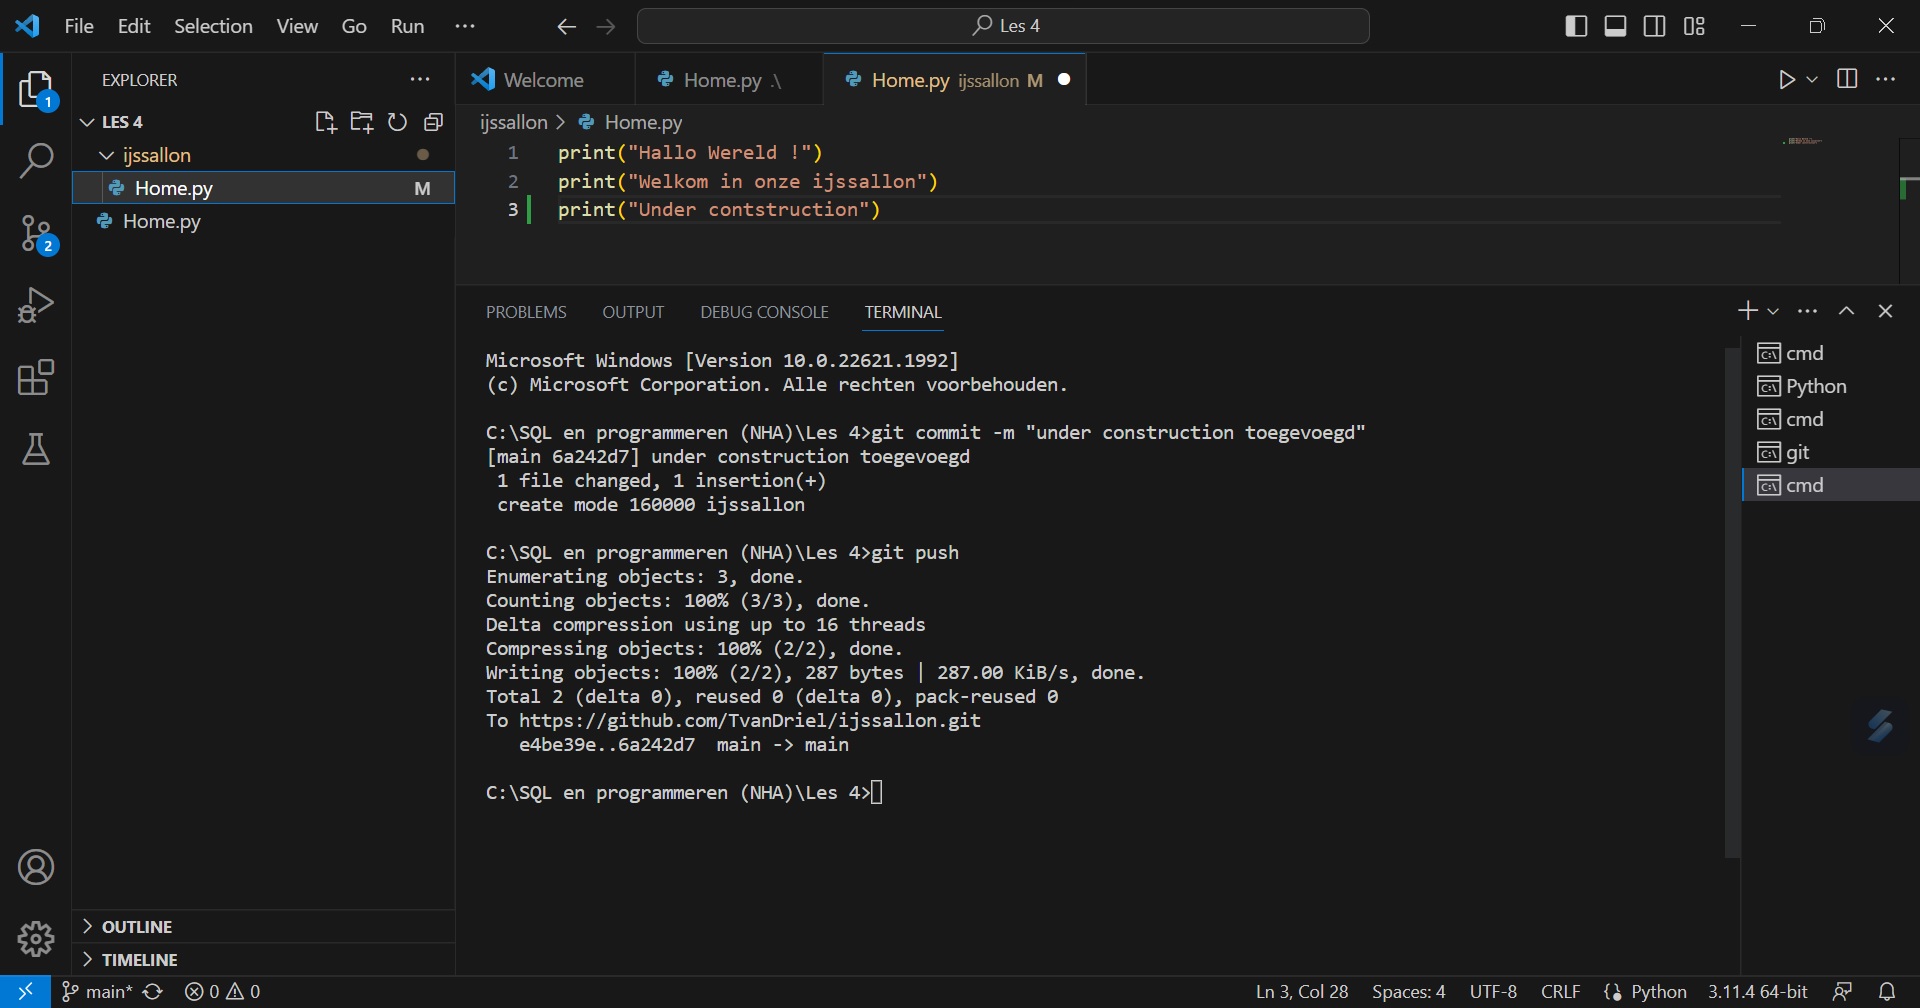 File Edit Selection View Go Run ···
Les 4
EXPLORER
LES 4
ijssallon
Home.py M
Home.py
1
2
Welcome
Home.py .\
Home.py ijssallon M
ijssallon > Home.py
1 print("Hallo Wereld !")
2 print("Welkom in onze ijssallon")
3 print("Under contstruction")
PROBLEMS OUTPUT DEBUG CONSOLE TERMINAL
Microsoft Windows [Version 10.0.22621.1992]
(c) Microsoft Corporation. Alle rechten voorbehouden.
C:\SQL en programmeren (NHA)\Les 4>git commit -m "under construction toegevoegd"
[main 6a242d7] under construction toegevoegd
1 file changed, 1 insertion(+)
create mode 160000 ijssallon
C:\SQL en programmeren (NHA)\Les 4>git push
Enumerating objects: 3, done.
Counting objects: 100% (3/3), done.
Delta compression using up to 16 threads
Compressing objects: 100% (2/2), done.
Writing objects: 100% (2/2), 287 bytes | 287.00 KiB/s, done.
Total 2 (delta 0), reused 0 (delta 0), pack-reused 0
To https://github.com/TvanDriel/ijssallon.git
e4be39e..6a242d7 main -> main
C:\SQL en programmeren (NHA)\Les 4>
cmd
Python
cmd
git
cmd
OUTLINE
TIMELINE
main* 0 0
Ln 3, Col 28 Spaces: 4 UTF-8 CRLF Python 3.11.4 64-bit